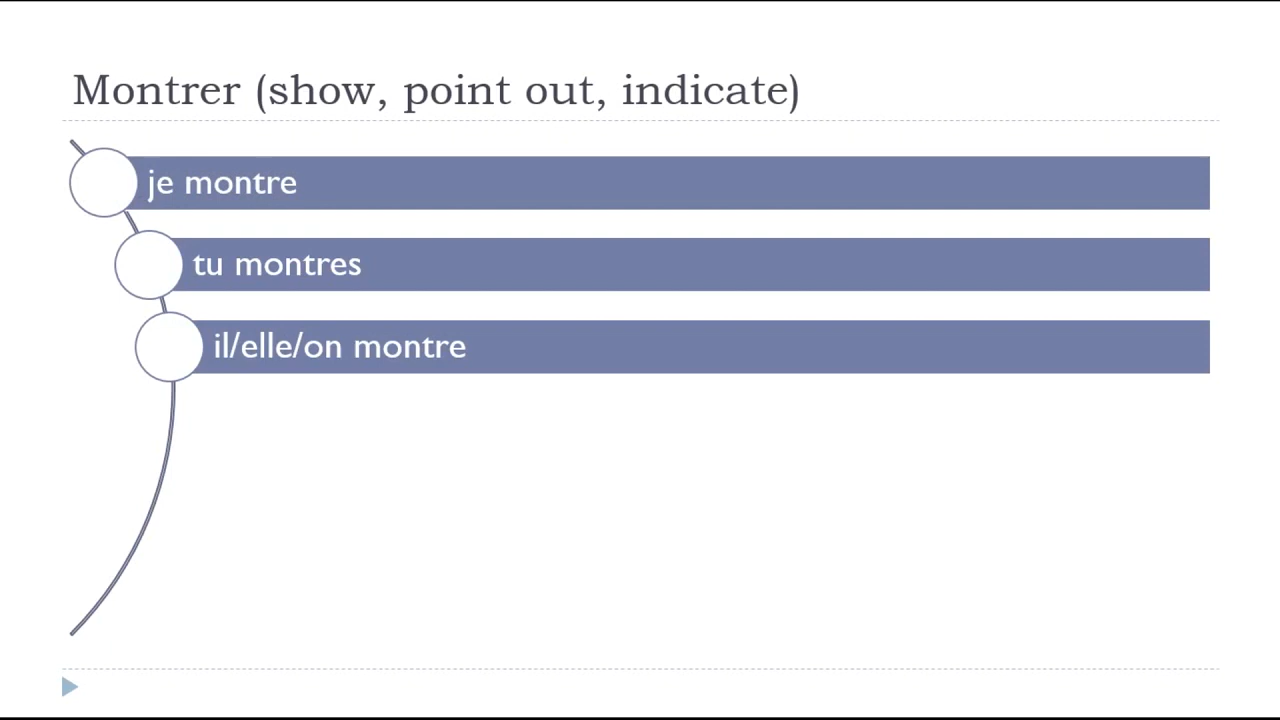 Montrer (show, point out, indicate)
je montre
tu montres
il/elle/on montre